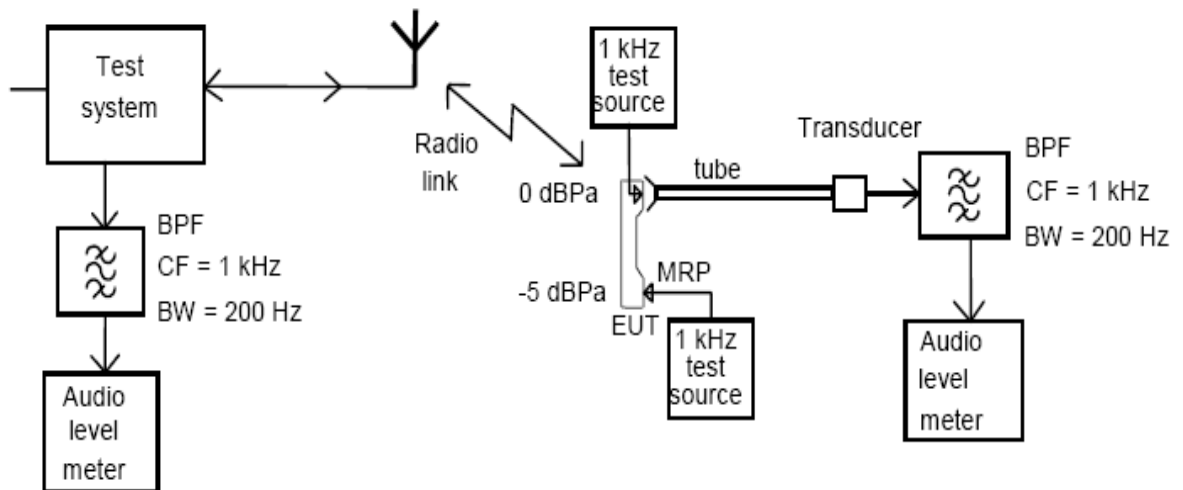 Test
system
Radio
link
BPF
CF = 1 kHz
BW = 200 Hz
Audio
level
meter
1 kHz
test
source
0 dBPa
-5 dBPa
EUT
MRP
1 kHz
test
source
tube
Transducer
BPF
CF = 1 kHz
BW = 200 Hz
Audio
level
meter